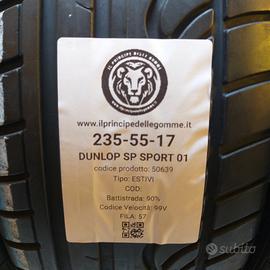 IL PRINCIPE DELLE GOMME
www.ilprincipedellegomme.it
235-55-17
DUNLOP SP SPORT 01
codice prodotto: 50639
Tipo: ESTIVI
COD:
Battistrada: 90%
Codice Velocità: 99V
FILA: 57
subito